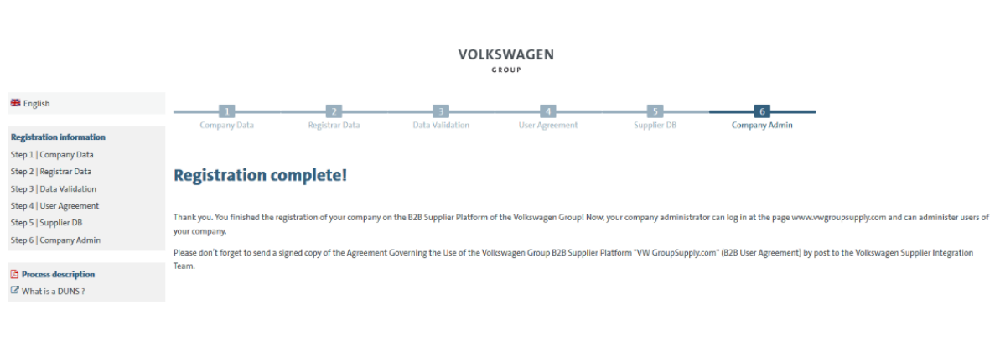 VOLKSWAGEN
GROUP
English
1 2 3 4 5 6
Company Data Registrar Data Data Validation User Agreement Supplier DB Company Admin
Registration information
Step 1 | Company Data
Step 2 | Registrar Data
Step 3 | Data Validation
Step 4 | User Agreement
Step 5 | Supplier DB
Step 6 | Company Admin
Process description
What is a DUNS ?
Registration complete!
Thank you. You finished the registration of your company on the B2B Supplier Platform of the Volkswagen Group! Now, your company administrator can log in at the page www.vwgroupsupply.com and can administer users of
your company.
Please don't forget to send a signed copy of the Agreement Governing the Use of the Volkswagen Group B2B Supplier Platform "VW GroupSupply.com" (B2B User Agreement) by post to the Volkswagen Supplier Integration
Team.